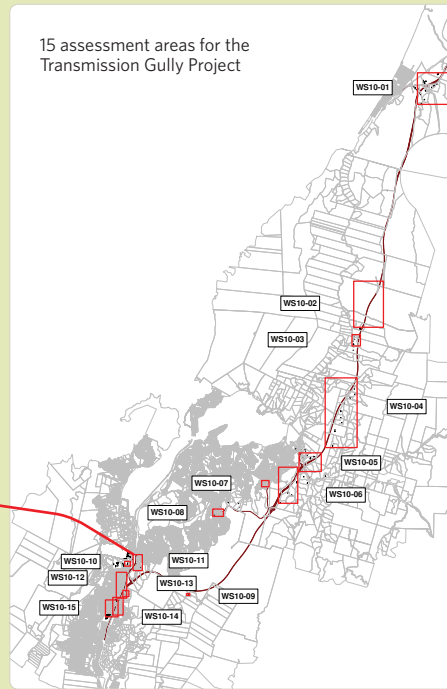 15 assessment areas for the
Transmission Gully Project
WS10-01
WS10-02
WS10-03
WS10-04
WS10-05
WS10-06
WS10-07
WS10-08
WS10-09
WS10-10
WS10-11
WS10-12
WS10-13
WS10-14
WS10-15